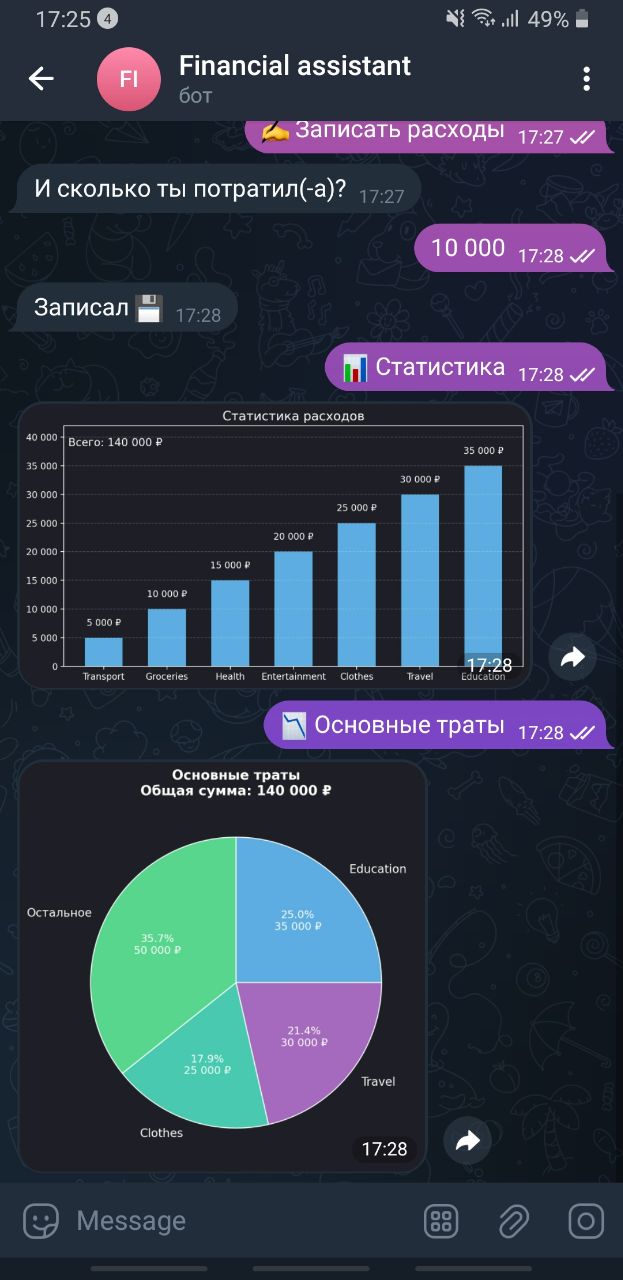 17:25 4 49%
FI Financial assistant
бот
✍️ Записать расходы 17:27
И сколько ты потратил(-а)? 17:27
10 000 17:28
Записал 💾 17:28
📊 Статистика 17:28
Статистика расходов
Всего: 140 000 ₽
40 000
35 000
30 000
25 000
20 000
15 000
10 000
5 000
0
5 000 ₽
10 000 ₽
15 000 ₽
20 000 ₽
25 000 ₽
30 000 ₽
35 000 ₽
Transport Groceries Health Entertainment Clothes Travel Education
17:28
📉 Основные траты 17:28
Основные траты
Общая сумма: 140 000 ₽
Education
25.0%
35 000 ₽
Остальное
35.7%
50 000 ₽
21.4%
30 000 ₽
Travel
17.9%
25 000 ₽
Clothes
17:28
Message